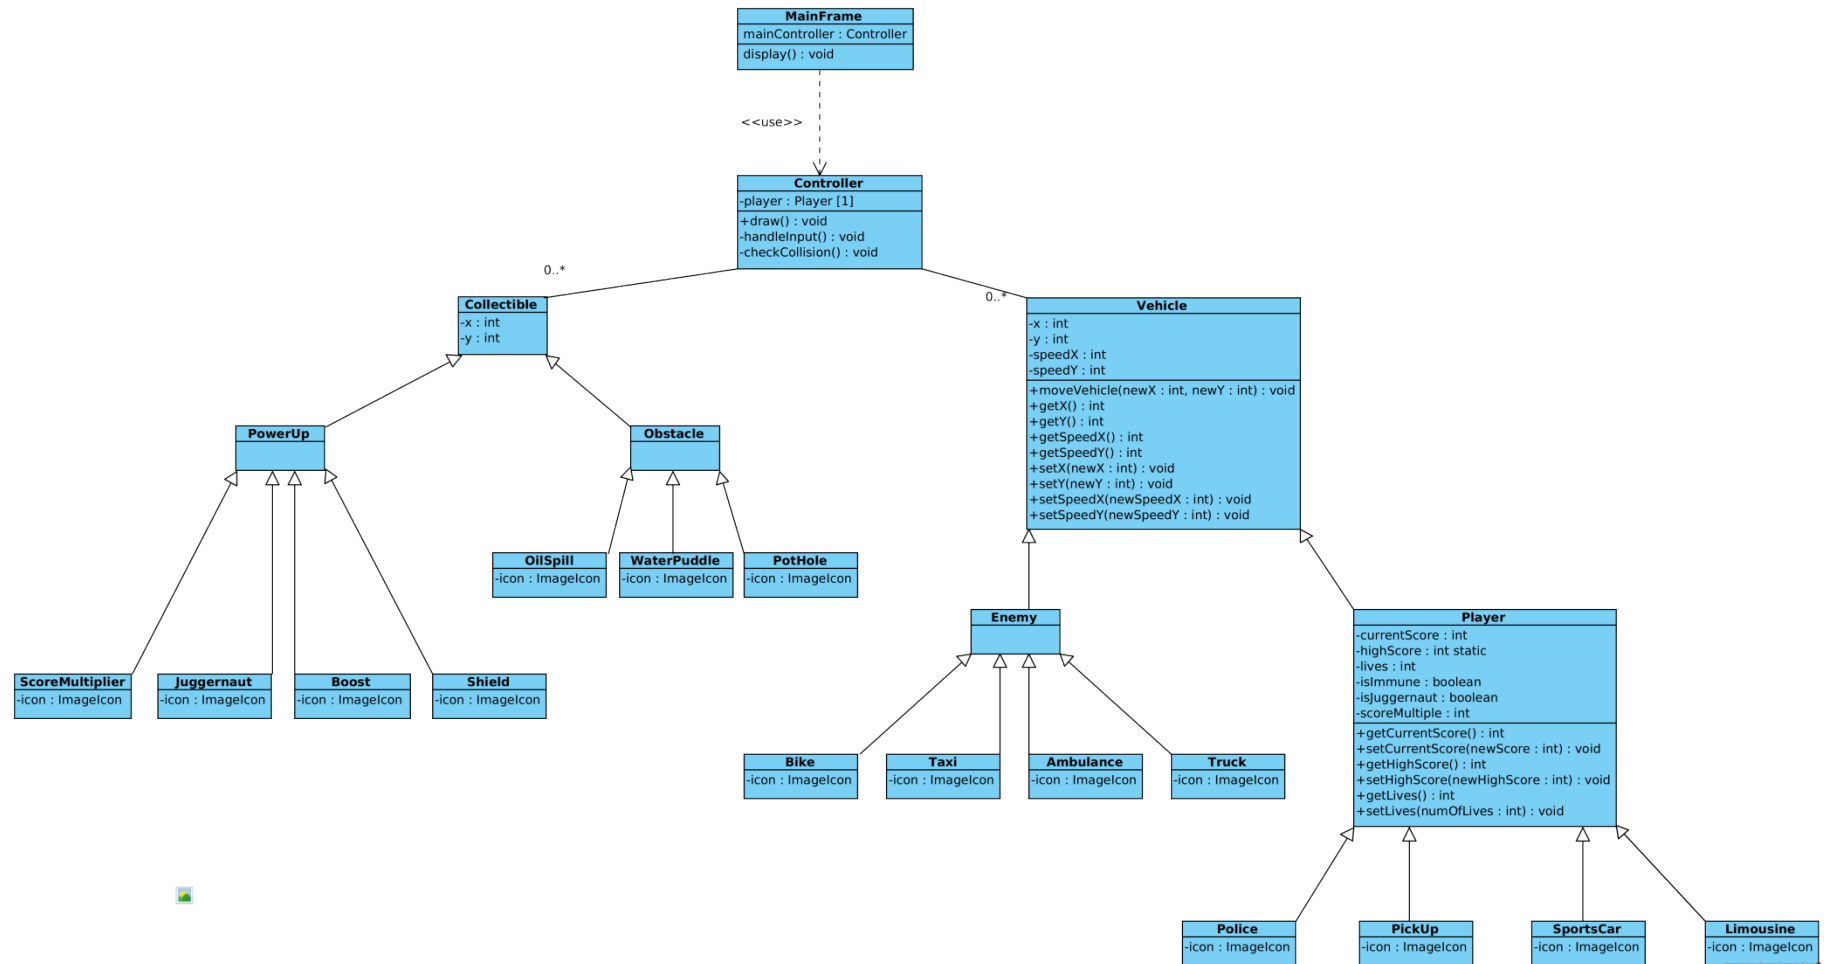 MainFrame
mainController : Controller
display() : void
<<use>>
Controller
-player : Player [1]
+draw() : void
-handleInput() : void
-checkCollision() : void
0..*
0..*
Collectible
-x : int
-y : int
Vehicle
-x : int
-y : int
-speedX : int
-speedY : int
+moveVehicle(newX : int, newY : int) : void
+getX() : int
+getY() : int
+getSpeedX() : int
+getSpeedY() : int
+setX(newX : int) : void
+setY(newY : int) : void
+setSpeedX(newSpeedX : int) : void
+setSpeedY(newSpeedY : int) : void
PowerUp
Obstacle
OilSpill
-icon : ImageIcon
WaterPuddle
-icon : ImageIcon
PotHole
-icon : ImageIcon
Enemy
Player
-currentScore : int
-highScore : int static
-lives : int
-isImmune : boolean
-isJuggernaut : boolean
-scoreMultiple : int
+getCurrentScore() : int
+setCurrentScore(newScore : int) : void
+getHighScore() : int
+setHighScore(newHighScore : int) : void
+getLives() : int
+setLives(numOfLives : int) : void
ScoreMultiplier
-icon : ImageIcon
Juggernaut
-icon : ImageIcon
Boost
-icon : ImageIcon
Shield
-icon : ImageIcon
Bike
-icon : ImageIcon
Taxi
-icon : ImageIcon
Ambulance
-icon : ImageIcon
Truck
-icon : ImageIcon
Police
-icon : ImageIcon
PickUp
-icon : ImageIcon
SportsCar
-icon : ImageIcon
Limousine
-icon : ImageIcon